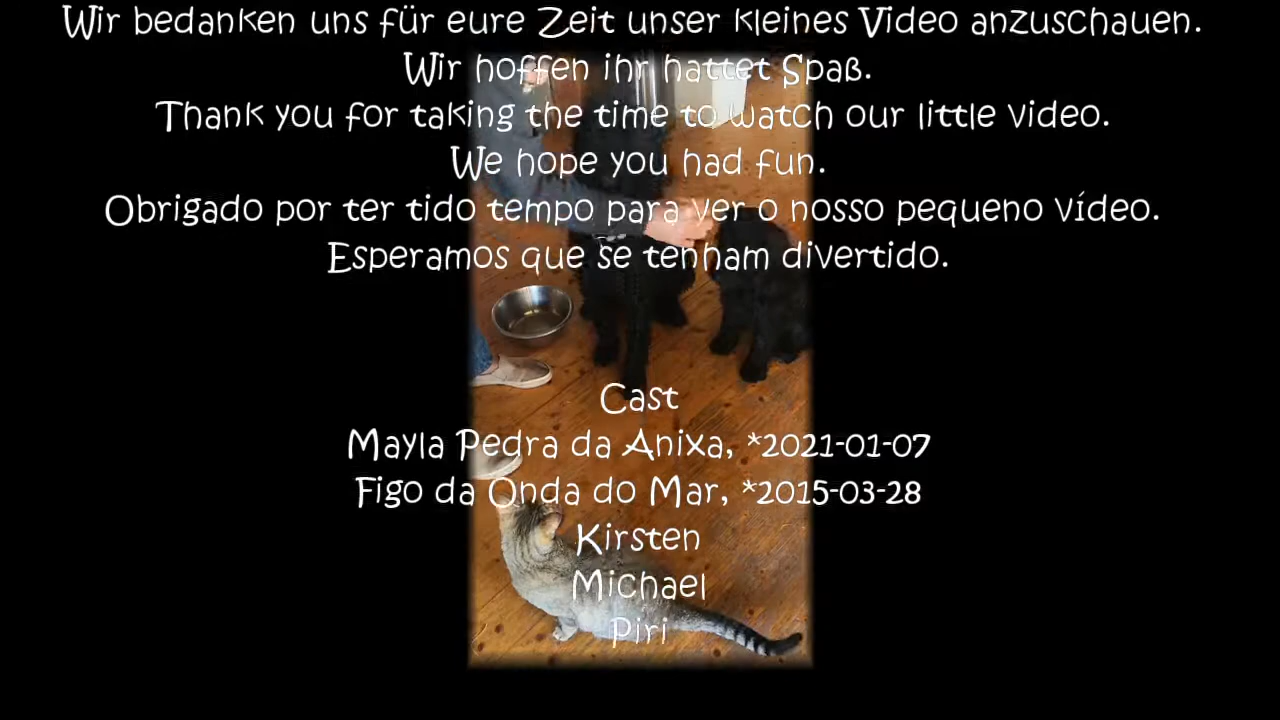 Wir bedanken uns für eure Zeit unser kleines Video anzuschauen.
Wir hoffen ihr hattet Spaß.
Thank you for taking the time to watch our little video.
We hope you had fun.
Obrigado por ter tido tempo para ver o nosso pequeno vídeo.
Esperamos que se tenham divertido.
Cast
Mayla Pedra da Anixa, *2021-01-07
Figo da Onda do Mar, *2015-03-28
Kirsten
Michael
Piri